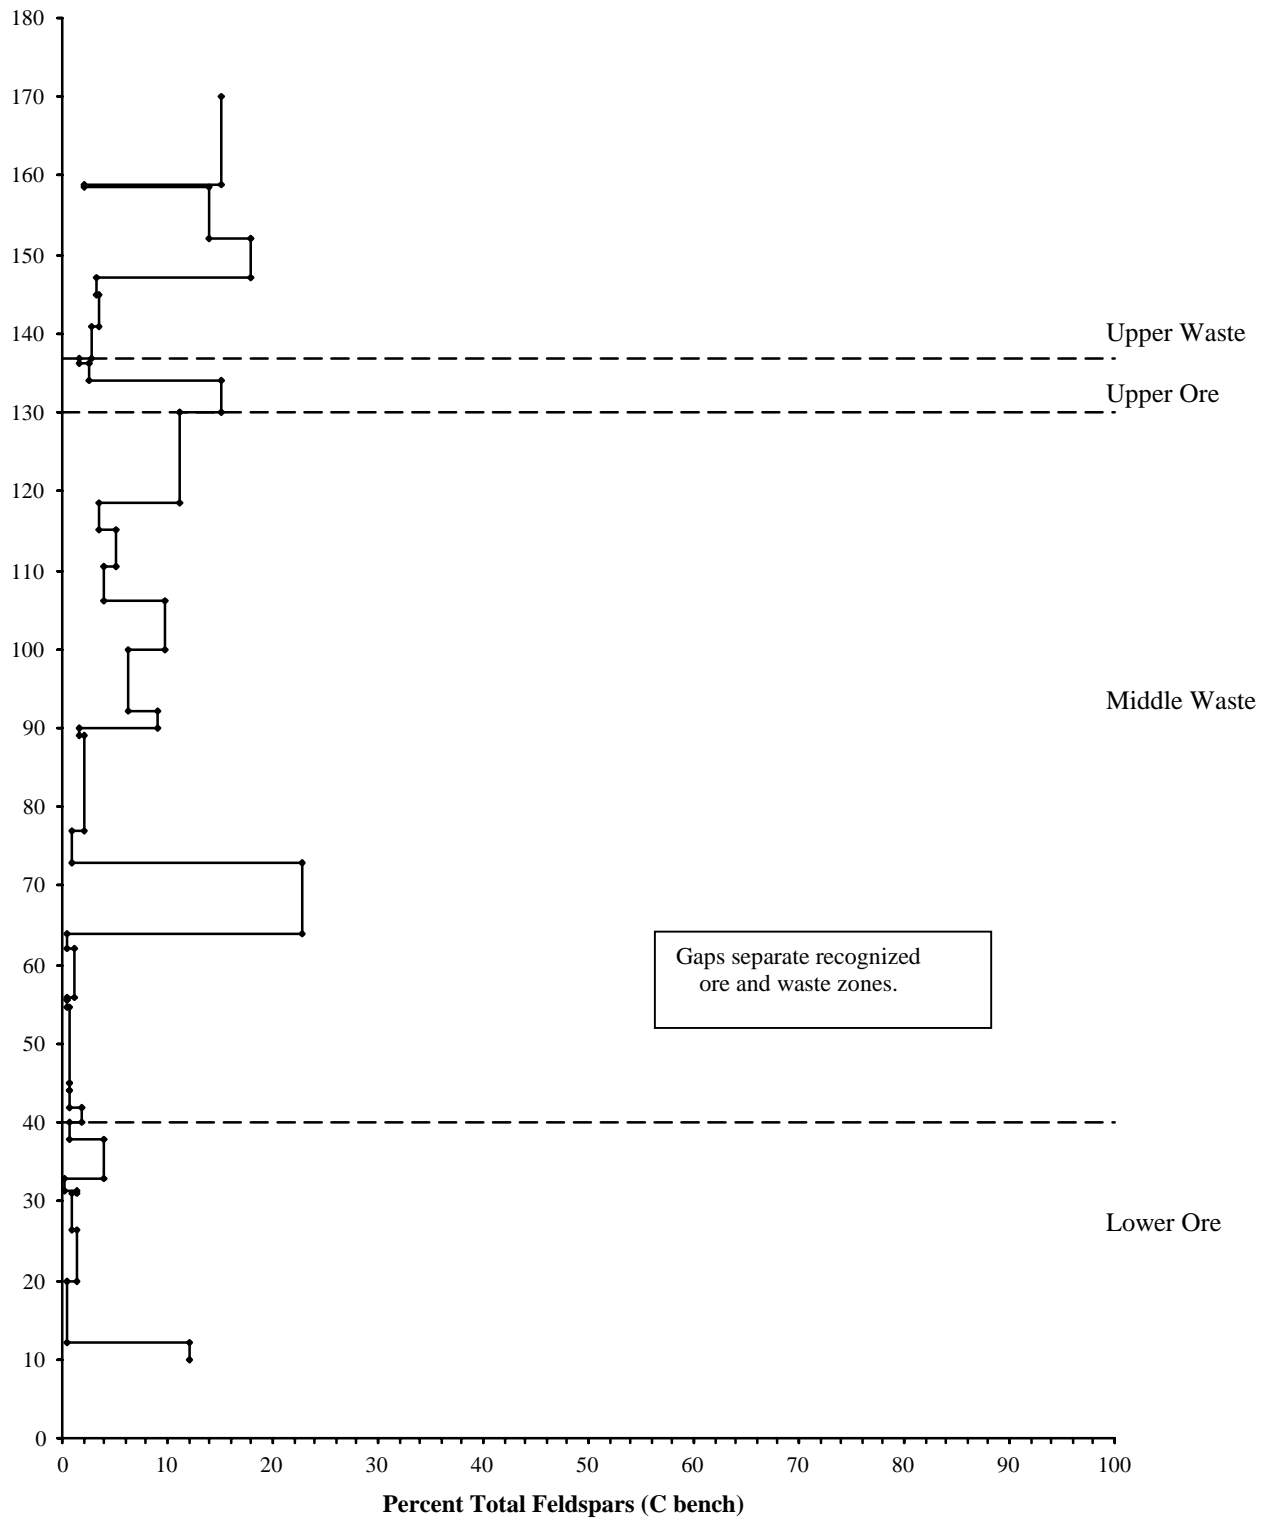 180
170
160
150
140
Upper Waste
Upper Ore
130
120
110
100
Middle Waste
90
80
70
Gaps separate recognized
ore and waste zones.
60
50
40
30
Lower Ore
20
10
0
0 10 20 30 40 50 60 70 80 90 100
Percent Total Feldspars (C bench)